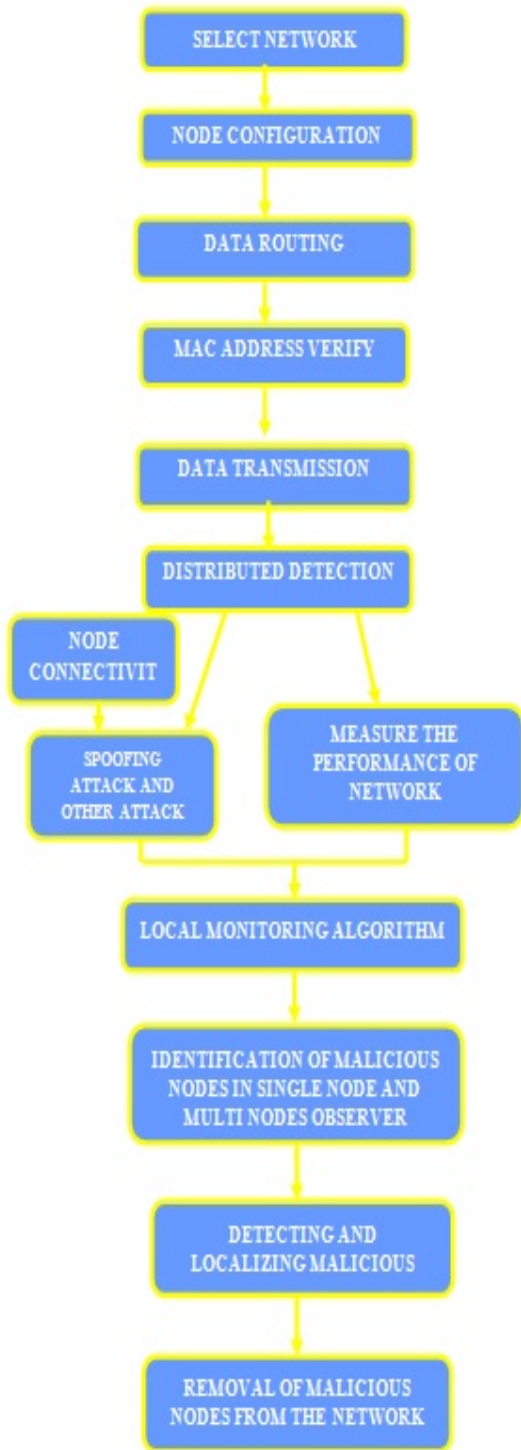 SELECT NETWORK
NODE CONFIGURATION
DATA ROUTING
MAC ADDRESS VERIFY
DATA TRANSMISSION
DISTRIBUTED DETECTION
NODE
CONNECTIVIT
SPOOFING
ATTACK AND
OTHER ATTACK
MEASURE THE
PERFORMANCE OF
NETWORK
LOCAL MONITORING ALGORITHM
IDENTIFICATION OF MALICIOUS
NODES IN SINGLE NODE AND
MULTI NODES OBSERVER
DETECTING AND
LOCALIZING MALICIOUS
REMOVAL OF MALICIOUS
NODES FROM THE NETWORK